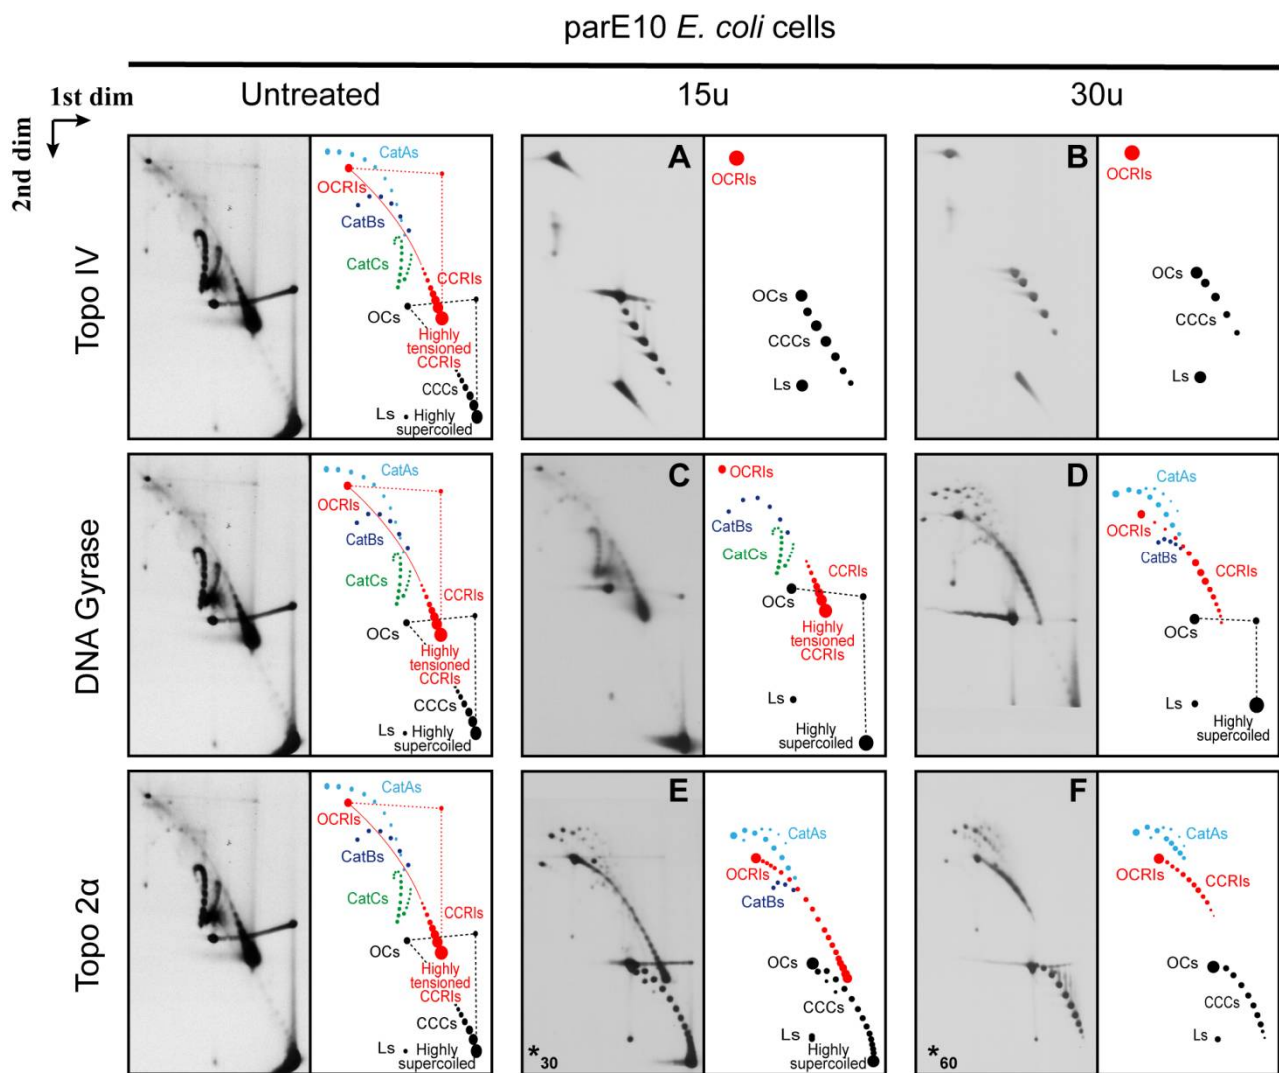 parE10 E. coli cells
Untreated
15u
30u
1st dim
2nd dim
Topo IV
CatAs
OCRIs
CatBs
CatCs
CCRIs
OCs
Highly
tensioned
CCRIs
CCCs
Ls
Highly
supercoiled
A
OCRIs
OCs
CCCs
Ls
B
OCRIs
OCs
CCCs
Ls
DNA Gyrase
CatAs
OCRIs
CatBs
CatCs
CCRIs
OCs
Highly
tensioned
CCRIs
CCCs
Ls
Highly
supercoiled
C
OCRIs
CatBs
CatCs
CCRIs
OCs
Highly
tensioned
CCRIs
Ls
Highly
supercoiled
D
CatAs
OCRIs
CatBs
CCRIs
OCs
Ls
Highly
supercoiled
Topo 2α
CatAs
OCRIs
CatBs
CatCs
CCRIs
OCs
Highly
tensioned
CCRIs
CCCs
Ls
Highly
supercoiled
E
*30
CatAs
OCRIs
CatBs
CCRIs
OCs
CCCs
Ls
Highly
supercoiled
F
*60
CatAs
OCRIs
CCRIs
OCs
CCCs
Ls